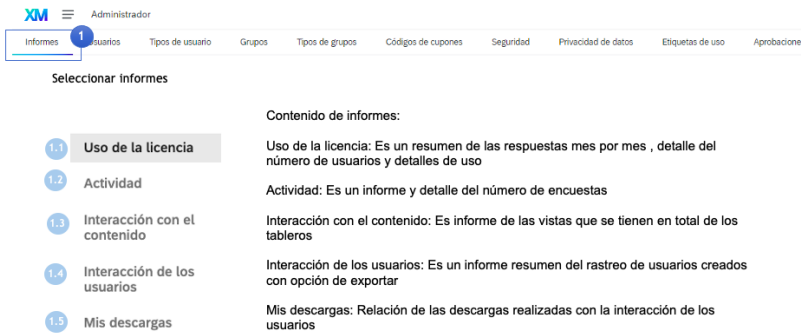 XM Administrador
Informes 1 Usuarios Tipos de usuario Grupos Tipos de grupos Códigos de cupones Seguridad Privacidad de datos Etiquetas de uso Aprobacione
Seleccionar informes
Contenido de informes:
1.1 Uso de la licencia
Uso de la licencia: Es un resumen de las respuestas mes por mes , detalle del
número de usuarios y detalles de uso
1.2 Actividad
Actividad: Es un informe y detalle del número de encuestas
1.3 Interacción con el
contenido
Interacción con el contenido: Es informe de las vistas que se tienen en total de los
tableros
1.4 Interacción de los
usuarios
Interacción de los usuarios: Es un informe resumen del rastreo de usuarios creados
con opción de exportar
1.5 Mis descargas
Mis descargas: Relación de las descargas realizadas con la interacción de los
usuarios